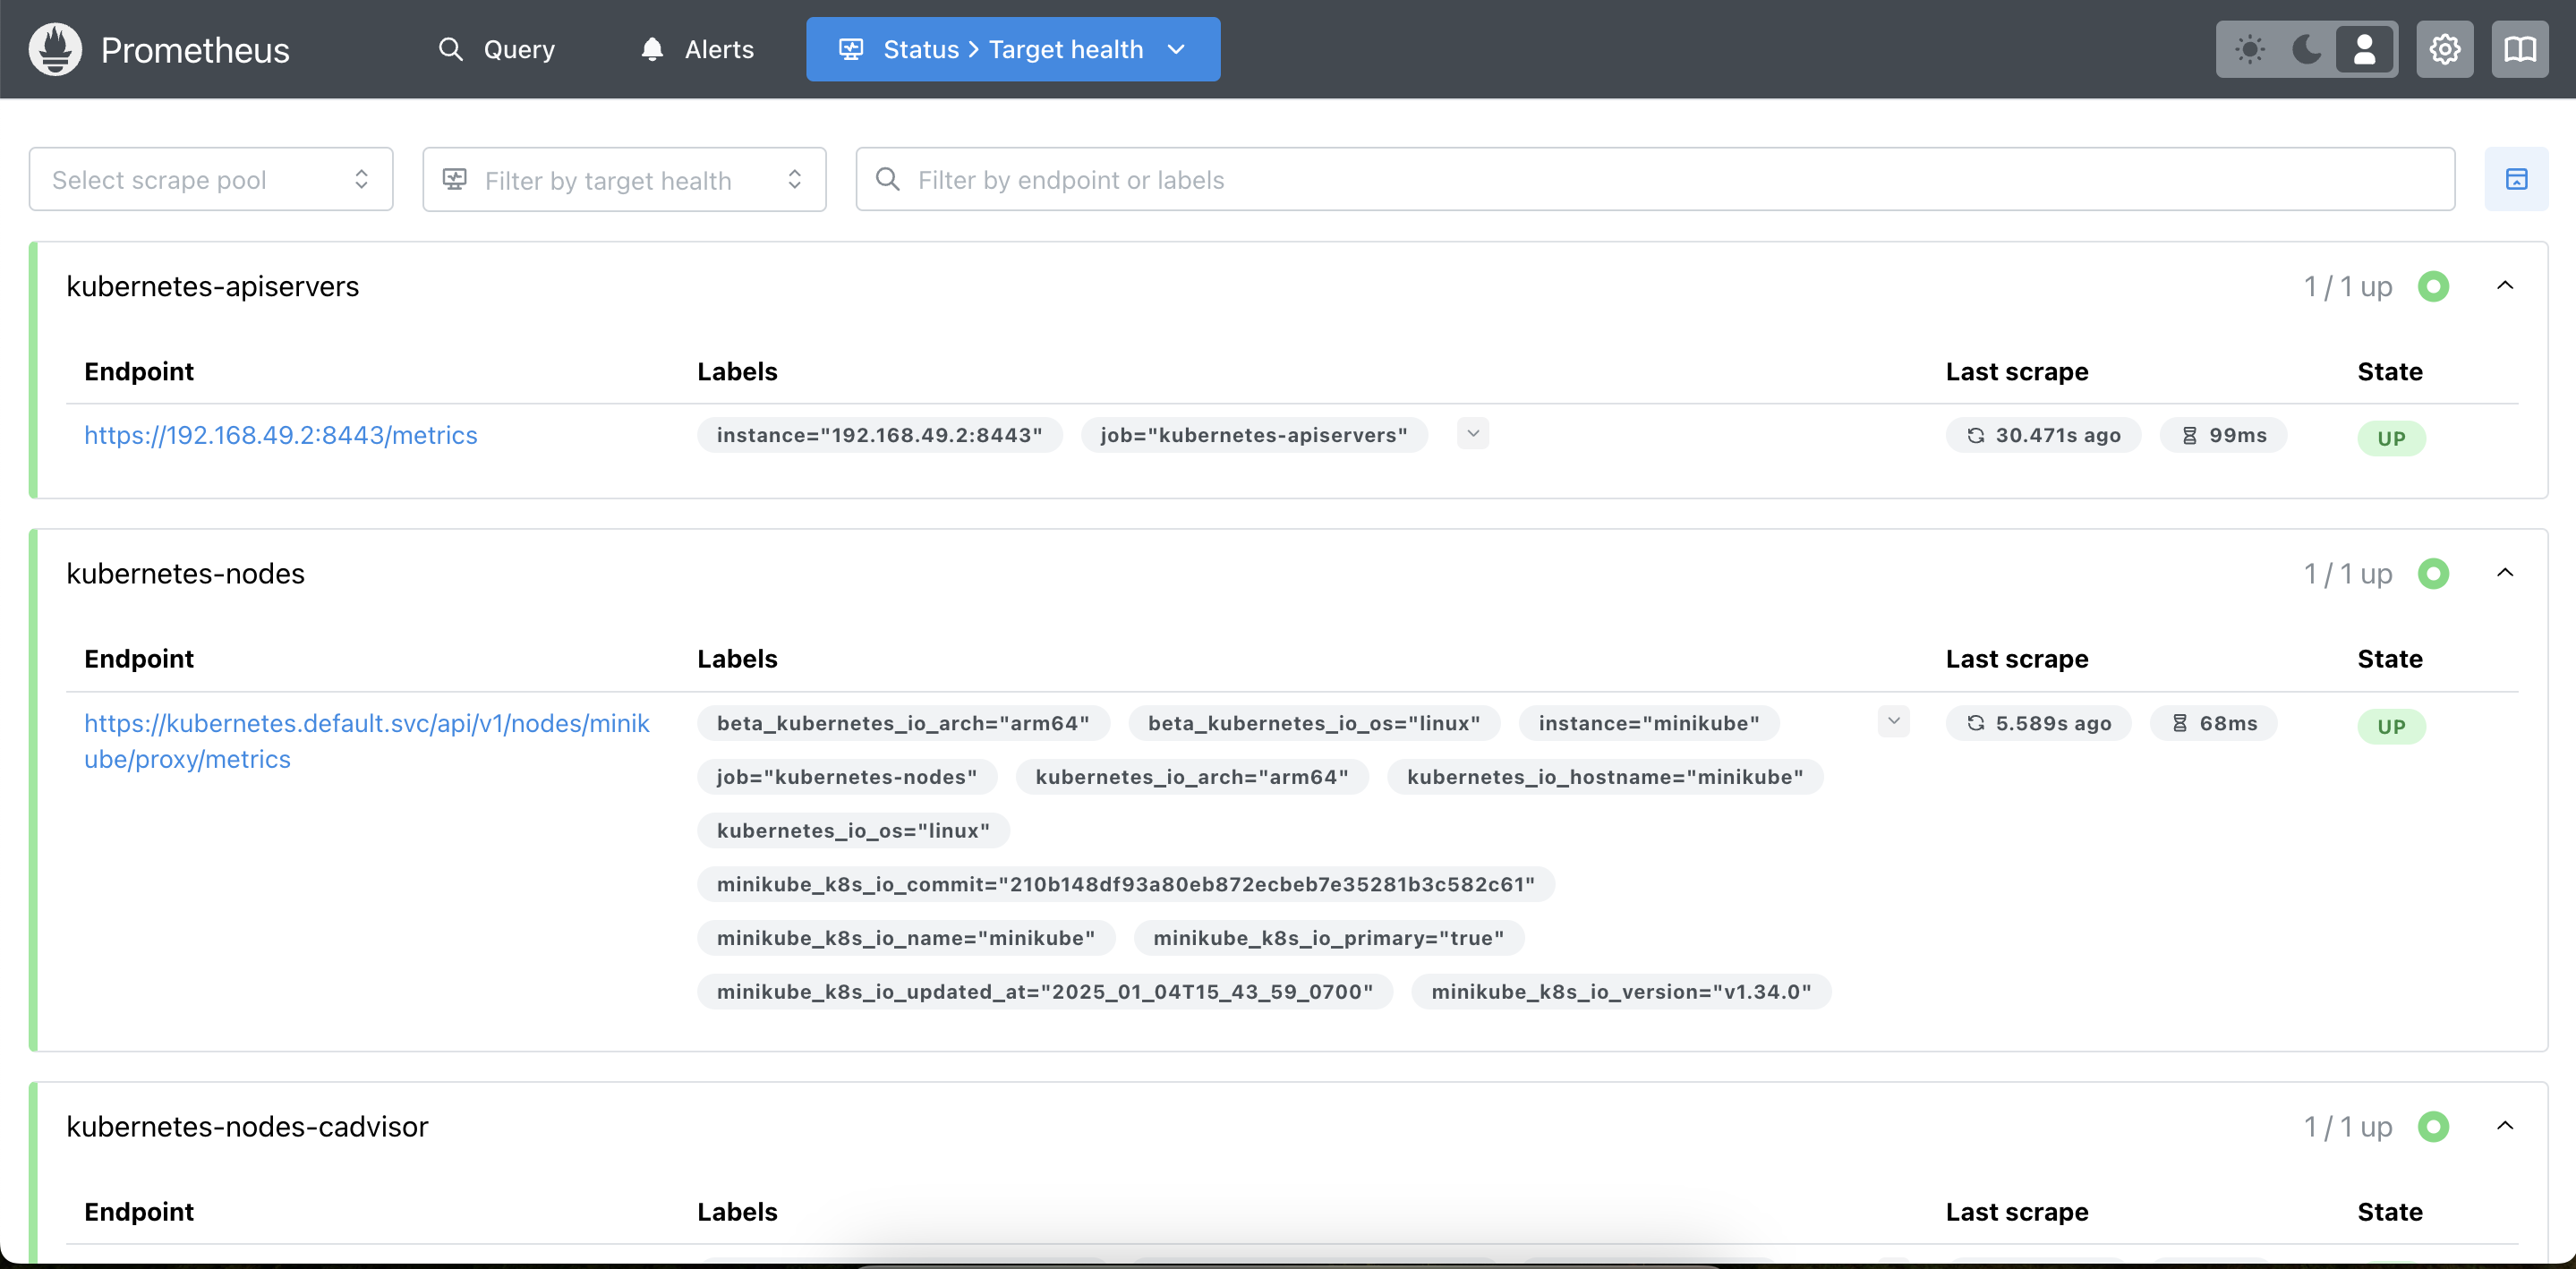 Prometheus Query Alerts Status > Target health
Select scrape pool Filter by target health Filter by endpoint or labels
kubernetes-apiservers 1 / 1 up
Endpoint Labels Last scrape State
https://192.168.49.2:8443/metrics instance="192.168.49.2:8443" job="kubernetes-apiservers" 30.471s ago 99ms UP
kubernetes-nodes 1 / 1 up
Endpoint Labels Last scrape State
https://kubernetes.default.svc/api/v1/nodes/minik beta_kubernetes_io_arch="arm64" beta_kubernetes_io_os="linux" instance="minikube" 5.589s ago 68ms UP
ube/proxy/metrics
job="kubernetes-nodes" kubernetes_io_arch="arm64" kubernetes_io_hostname="minikube"
kubernetes_io_os="linux"
minikube_k8s_io_commit="210b148df93a80eb872ecbeb7e35281b3c582c61"
minikube_k8s_io_name="minikube" minikube_k8s_io_primary="true"
minikube_k8s_io_updated_at="2025_01_04T15_43_59_0700" minikube_k8s_io_version="v1.34.0"
kubernetes-nodes-cadvisor 1 / 1 up
Endpoint Labels Last scrape State